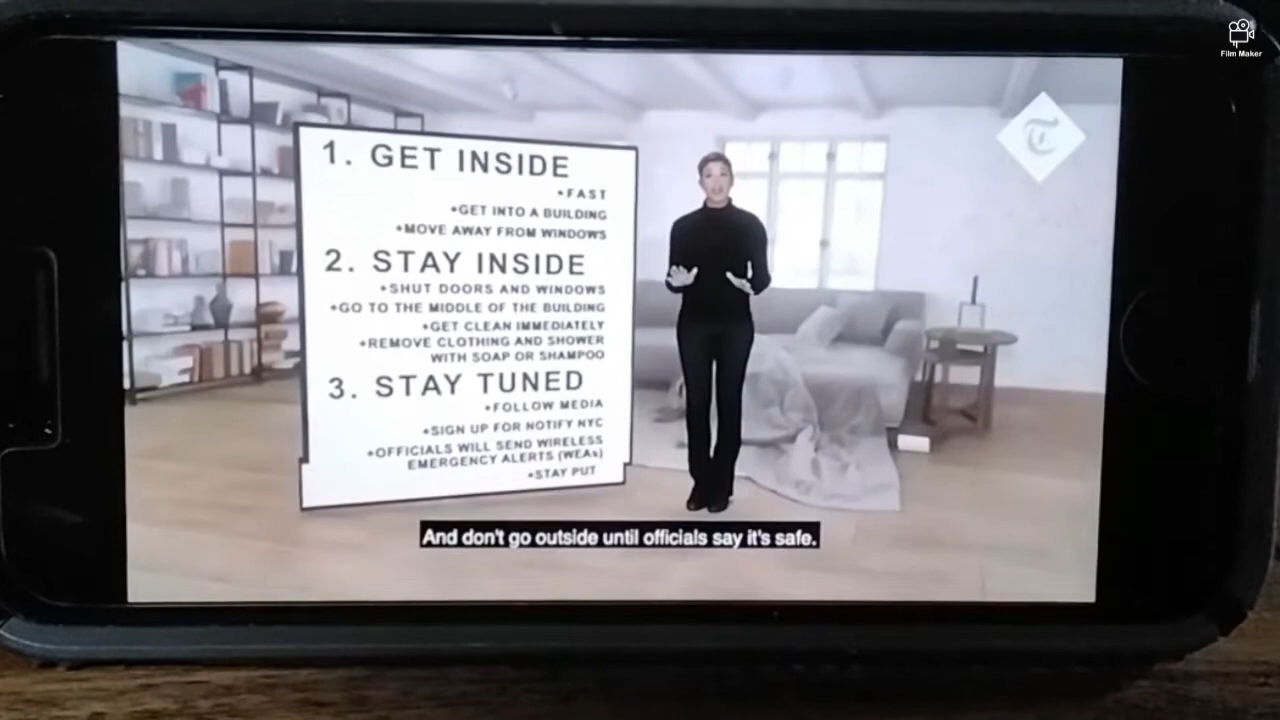 Film Maker
T
1. GET INSIDE
•FAST
•GET INTO A BUILDING
•MOVE AWAY FROM WINDOWS
2. STAY INSIDE
•SHUT DOORS AND WINDOWS
•GO TO THE MIDDLE OF THE BUILDING
•GET CLEAN IMMEDIATELY
•REMOVE CLOTHING AND SHOWER
WITH SOAP OR SHAMPOO
3. STAY TUNED
•FOLLOW MEDIA
•SIGN UP FOR NOTIFY NYC
•OFFICIALS WILL SEND WIRELESS
EMERGENCY ALERTS (WEAs)
•STAY PUT
And don't go outside until officials say it's safe.